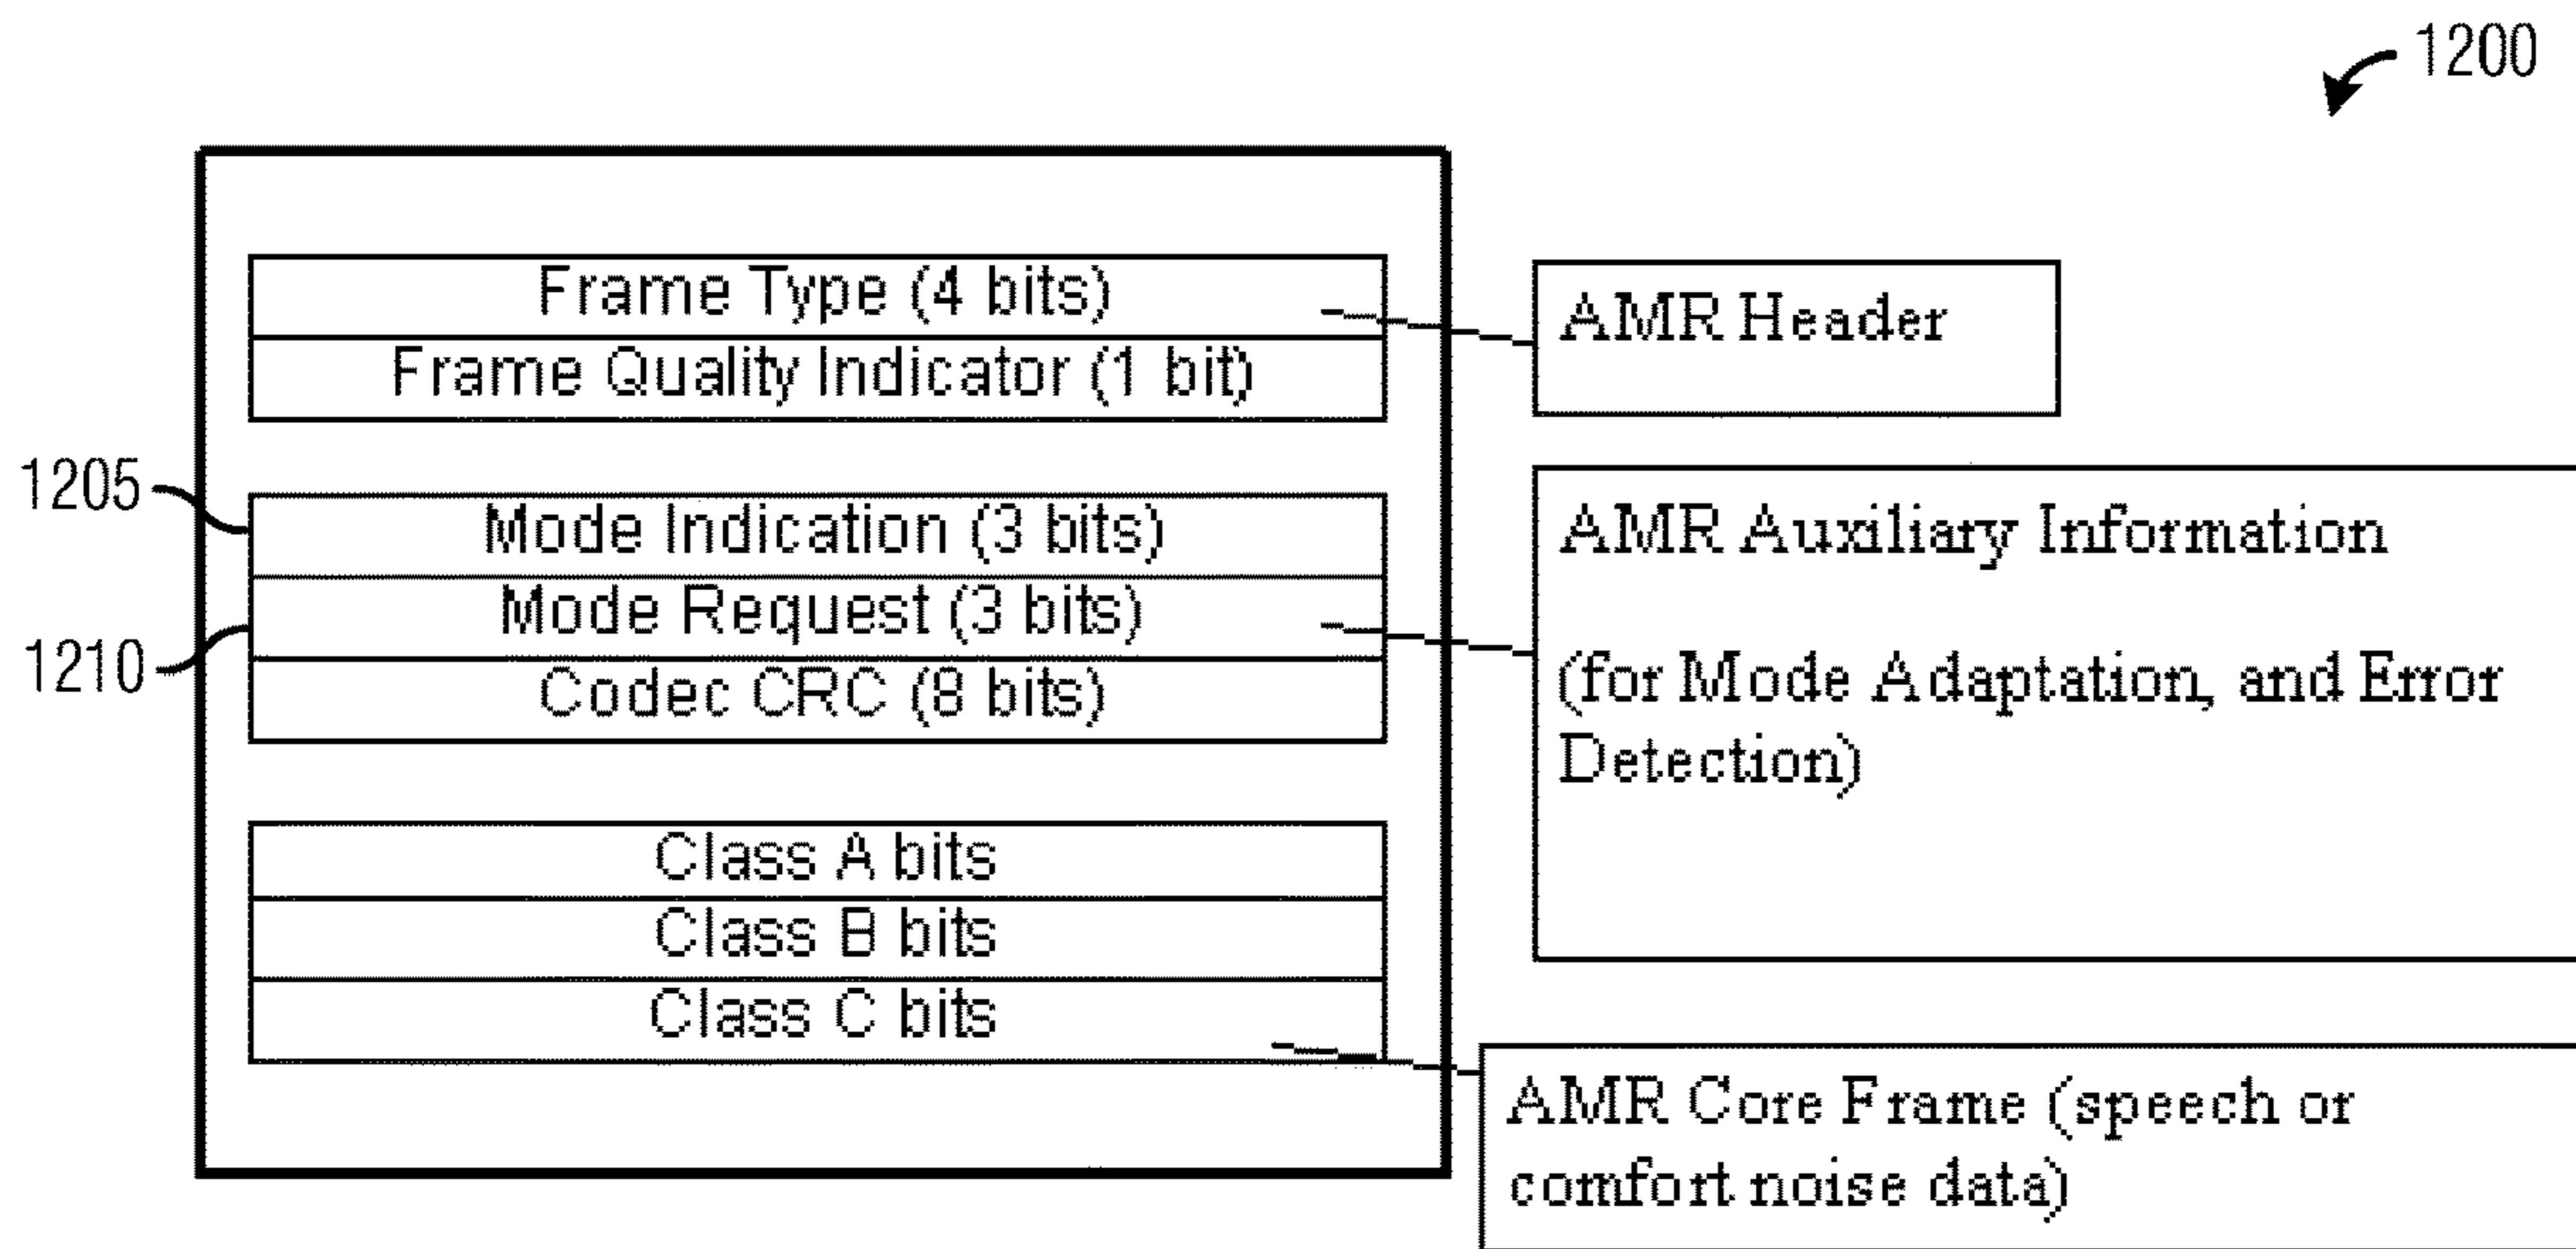 1200
Frame Type (4 bits)
Frame Quality Indicator (1 bit)
AMR Header
1205
Mode Indication (3 bits)
Mode Request (3 bits)
1210
Codec CRC (8 bits)
AMR Auxiliary Information
(for Mode Adaptation, and Error
Detection)
Class A bits
Class B bits
Class C bits
AMR Core Frame (speech or
comfort noise data)